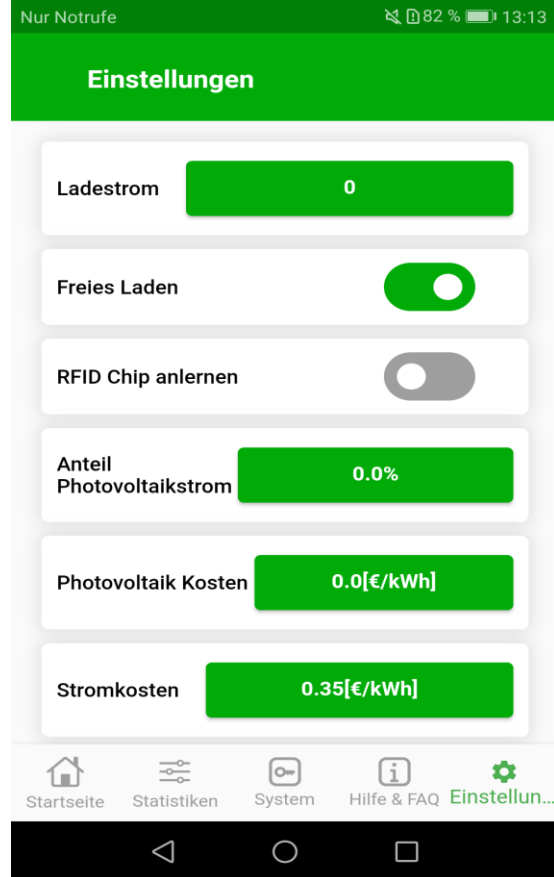 Nur Notrufe 82 % 13:13
Einstellungen
Ladestrom 0
Freies Laden
RFID Chip anlernen
Anteil
Photovoltaikstrom 0.0%
Photovoltaik Kosten 0.0[€/kWh]
Stromkosten 0.35[€/kWh]
Startseite Statistiken System Hilfe & FAQ Einstellun...